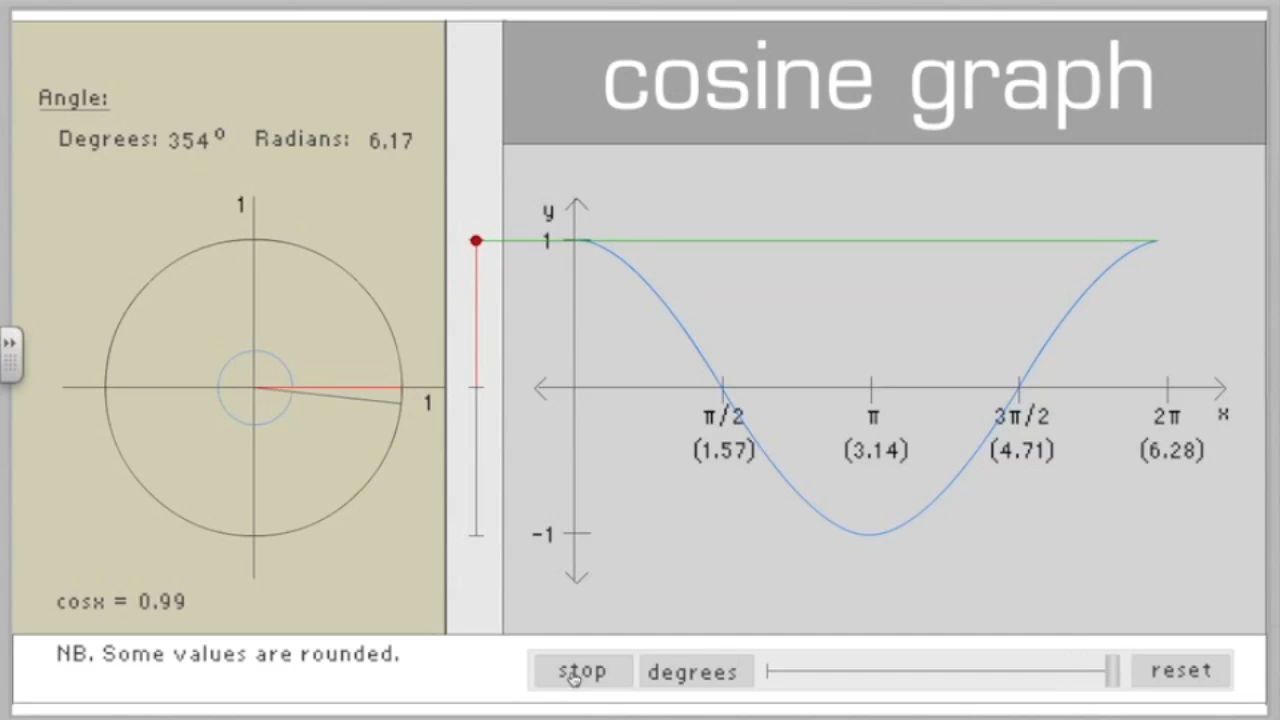 cosine graph
Angle:
Degrees: 354° Radians: 6.17
1
1
cosx = 0.99
y
1
π/2 π 3π/2 2π x
(1.57) (3.14) (4.71) (6.28)
-1
NB. Some values are rounded.
stop degrees reset